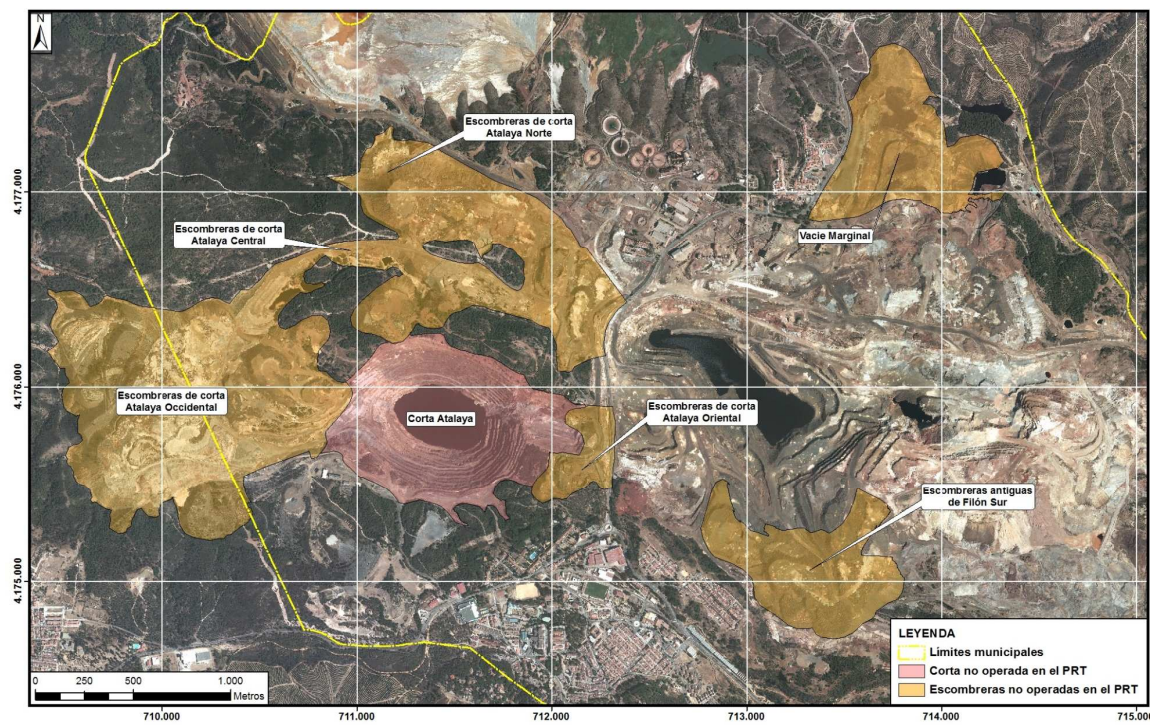 N
Escombreras de corta
Atalaya Norte
Escombreras de corta
Atalaya Central
Vacie Marginal
Escombreras de corta
Atalaya Occidental
Corta Atalaya
Escombreras de corta
Atalaya Oriental
Escombreras antiguas
de Filón Sur
4.177.000
4.176.000
4.175.000
LEYENDA
Límites municipales
Corta no operada en el PRT
Escombreras no operadas en el PRT
0 250 500 1.000
Metros
710.000 711.000 712.000 713.000 714.000 715.000